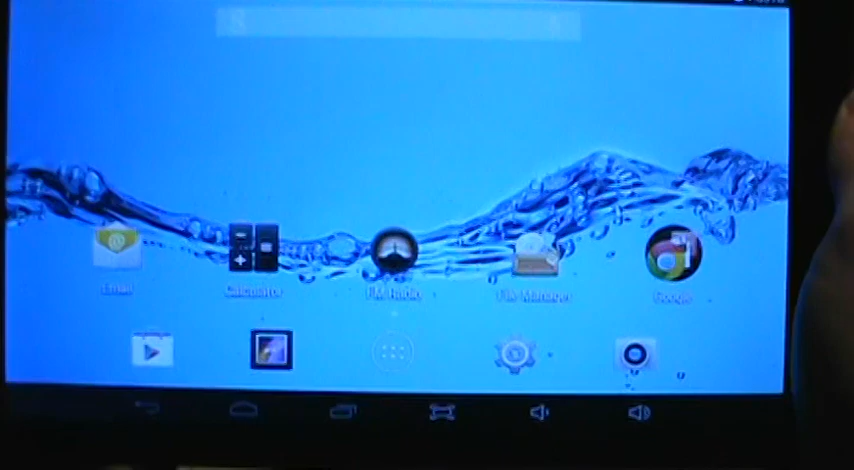 Email
Calculator
FM Radio
File Manager
Google